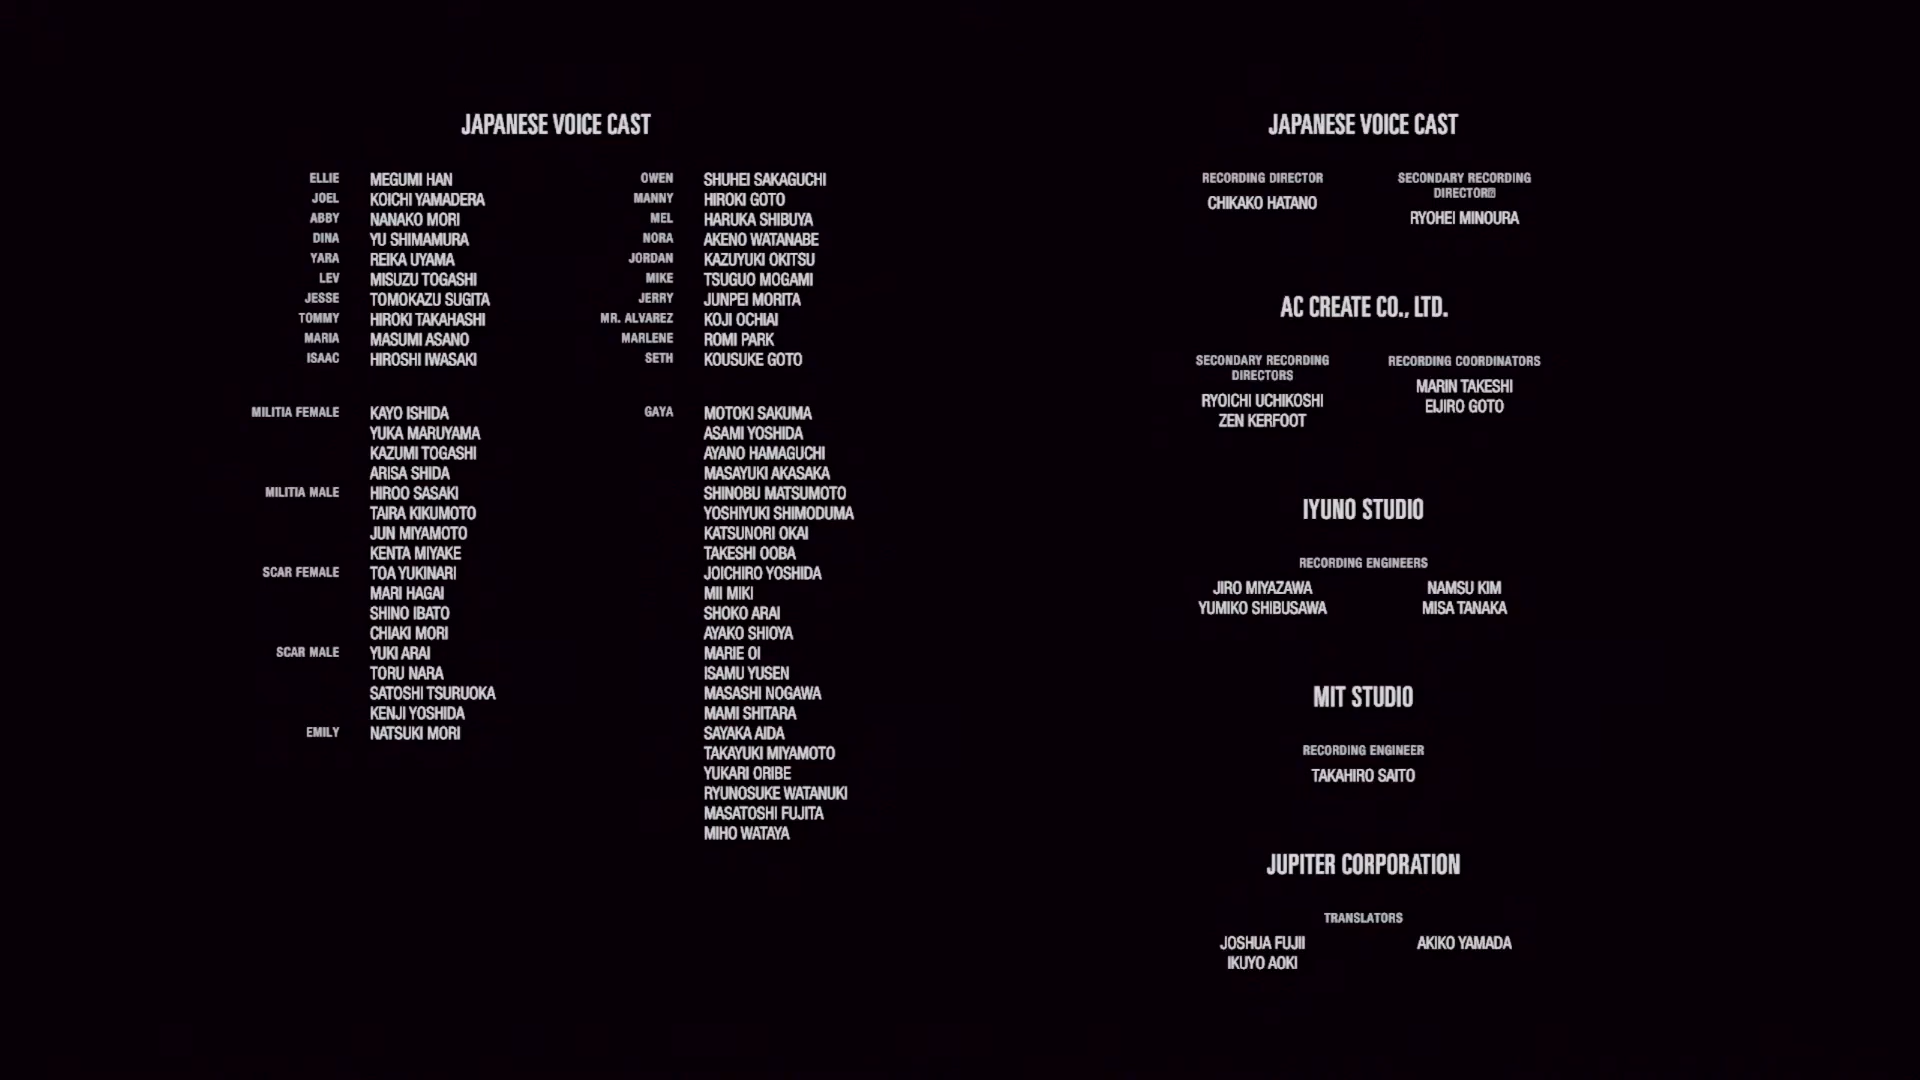 JAPANESE VOICE CAST
ELLIE MEGUMI HAN
JOEL KOICHI YAMADERA
ABBY NANAKO MORI
DINA YU SHIMAMURA
YARA REIKA UYAMA
LEV MISUZU TOGASHI
JESSE TOMOKAZU SUGITA
TOMMY HIROKI TAKAHASHI
MARIA MASUMI ASANO
ISAAC HIROSHI IWASAKI
OWEN SHUHEI SAKAGUCHI
MANNY HIROKI GOTO
MEL HARUKA SHIBUYA
NORA AKENO WATANABE
JORDAN KAZUYUKI OKITSU
MIKE TSUGUO MOGAMI
JERRY JUNPEI MORITA
MR. ALVAREZ KOJI OCHIAI
MARLENE ROMI PARK
SETH KOUSUKE GOTO
MILITIA FEMALE KAYO ISHIDA
YUKA MARUYAMA
KAZUMI TOGASHI
ARISA SHIDA
MILITIA MALE HIROO SASAKI
TAIRA KIKUMOTO
JUN MIYAMOTO
KENTA MIYAKE
SCAR FEMALE TOA YUKINARI
MARI HAGAI
SHINO IBATO
CHIAKI MORI
SCAR MALE YUKI ARAI
TORU NARA
SATOSHI TSURUOKA
KENJI YOSHIDA
EMILY NATSUKI MORI
GAYA MOTOKI SAKUMA
ASAMI YOSHIDA
AYANO HAMAGUCHI
MASAYUKI AKASAKA
SHINOBU MATSUMOTO
YOSHIYUKI SHIMODUMA
KATSUNORI OKAI
TAKESHI OOBA
JOICHIRO YOSHIDA
MII MIKI
SHOKO ARAI
AYAKO SHIOYA
MARIE OI
ISAMU YUSEN
MASASHI NOGAWA
MAMI SHITARA
SAYAKA AIDA
TAKAYUKI MIYAMOTO
YUKARI ORIBE
RYUNOSUKE WATANUKI
MASATOSHI FUJITA
MIHO WATAYA
JAPANESE VOICE CAST
RECORDING DIRECTOR
CHIKAKO HATANO
SECONDARY RECORDING
DIRECTOR
RYOHEI MINOURA
AC CREATE CO., LTD.
SECONDARY RECORDING
DIRECTORS
RYOICHI UCHIKOSHI
ZEN KERFOOT
RECORDING COORDINATORS
MARIN TAKESHI
EIJIRO GOTO
IYUNO STUDIO
RECORDING ENGINEERS
JIRO MIYAZAWA
YUMIKO SHIBUSAWA
NAMSU KIM
MISA TANAKA
MIT STUDIO
RECORDING ENGINEER
TAKAHIRO SAITO
JUPITER CORPORATION
TRANSLATORS
JOSHUA FUJII
IKUYO AOKI
AKIKO YAMADA